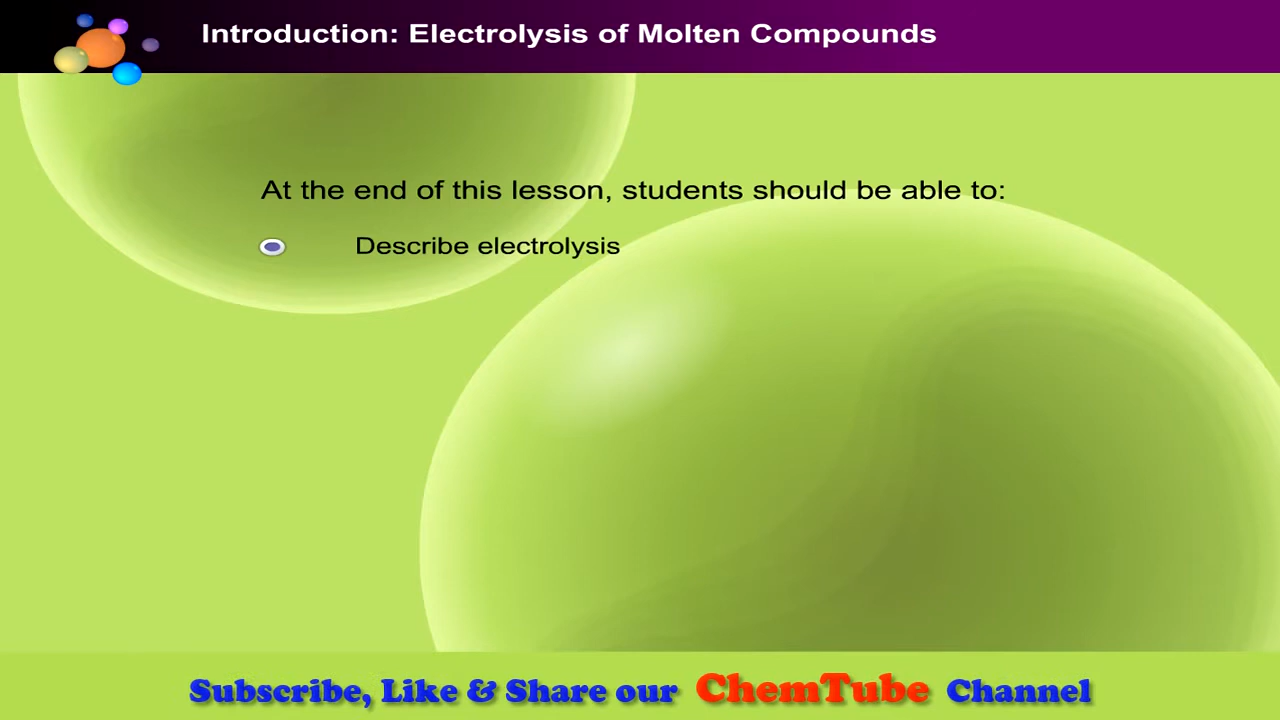 Introduction: Electrolysis of Molten Compounds
At the end of this lesson, students should be able to:
Describe electrolysis
Subscribe, Like & Share our ChemTube Channel